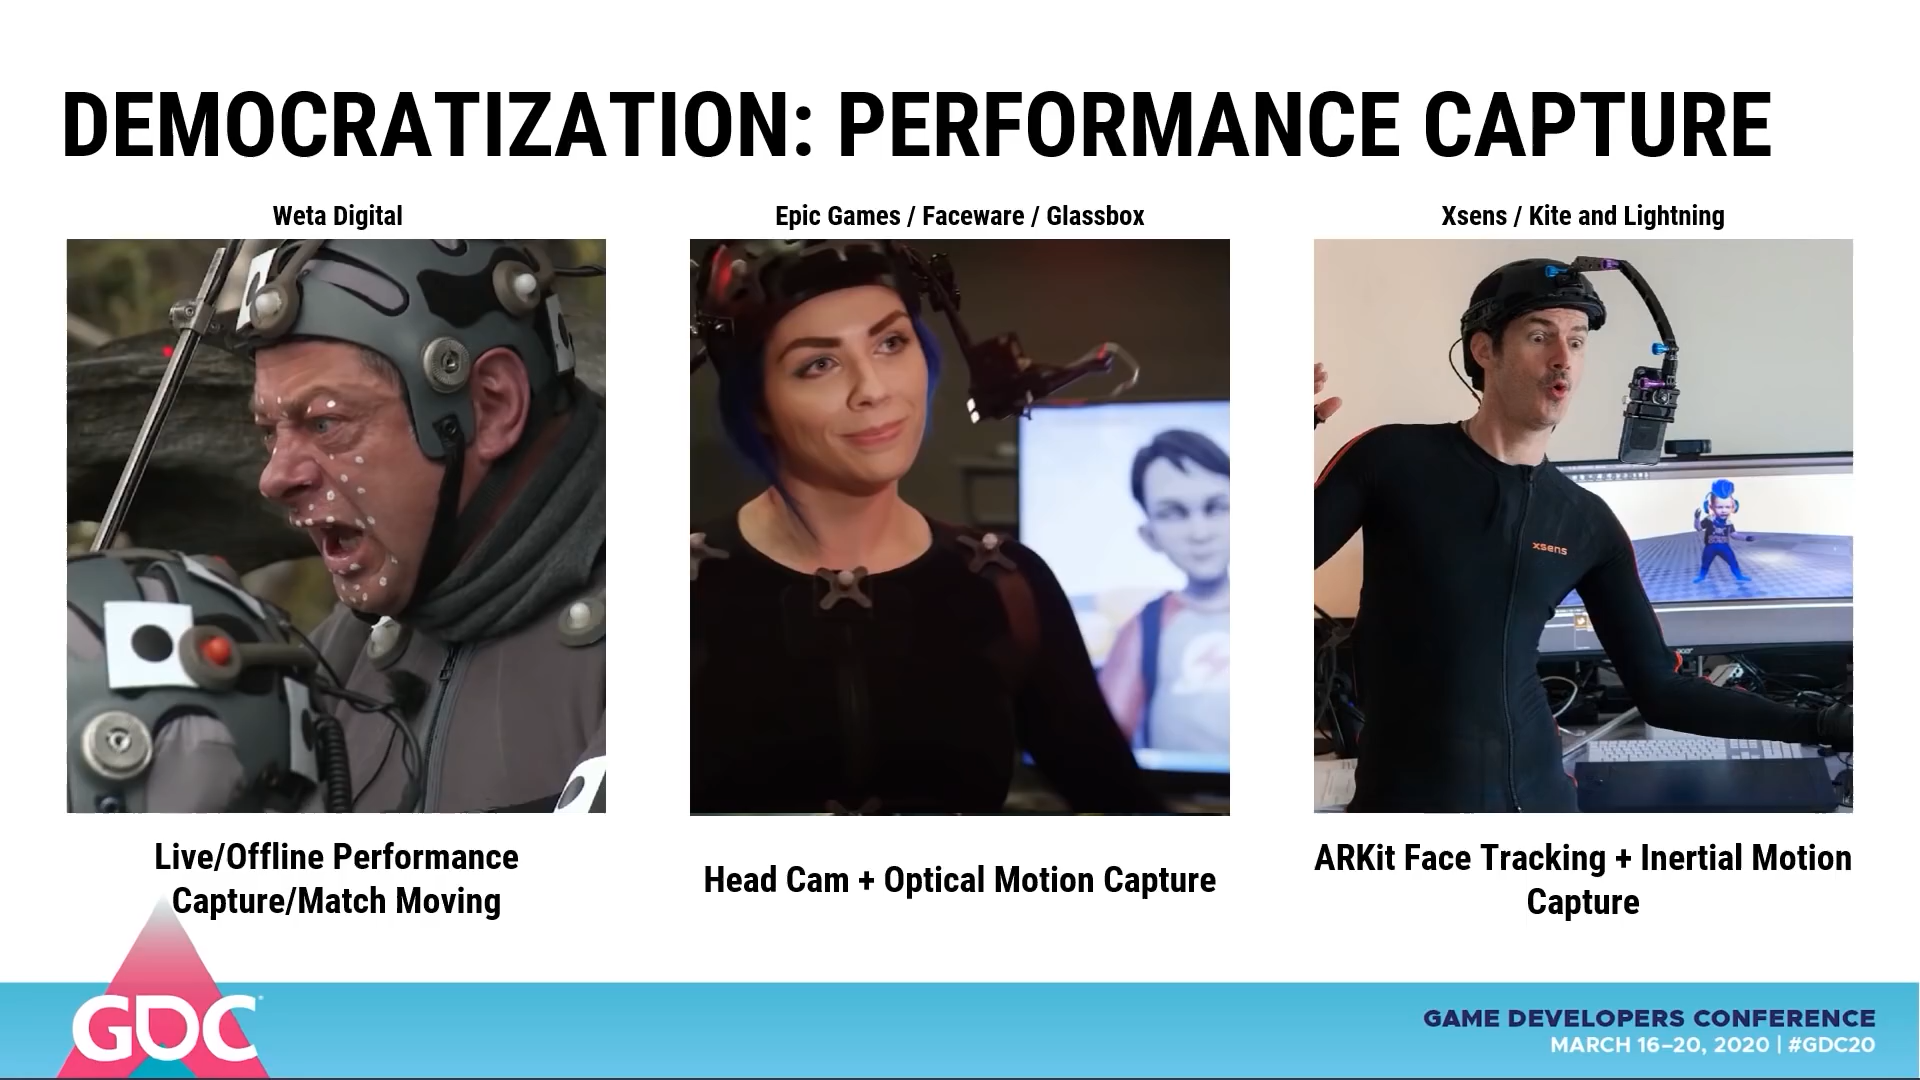 DEMOCRATIZATION: PERFORMANCE CAPTURE
Weta Digital
Epic Games / Faceware / Glassbox
Xsens / Kite and Lightning
xsens
acer
Live/Offline Performance
Capture/Match Moving
Head Cam + Optical Motion Capture
ARKit Face Tracking + Inertial Motion
Capture
GDC
GAME DEVELOPERS CONFERENCE
MARCH 16–20, 2020 | #GDC20